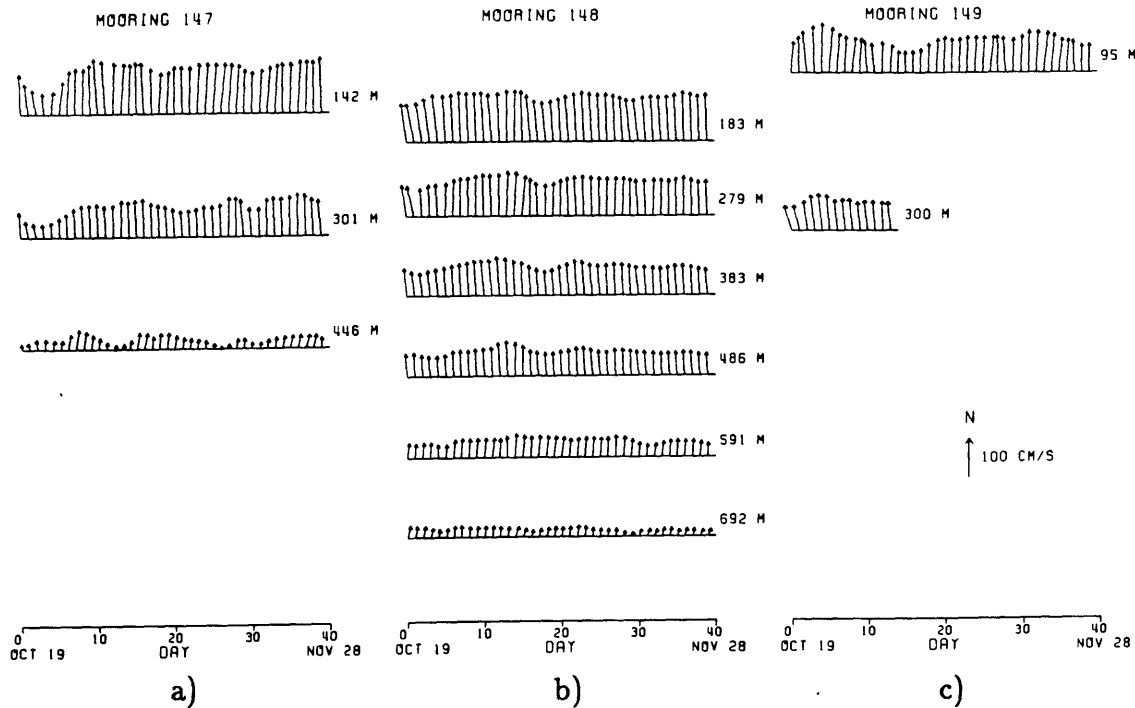 MOORING 147
142 M
301 M
446 M
0 10 20 30 40
OCT 19 DAY NOV 28
a)
MOORING 148
183 M
279 M
383 M
486 M
591 M
692 M
0 10 20 30 40
OCT 19 DAY NOV 28
b)
MOORING 149
95 M
300 M
N
100 CM/S
0 10 20 30 40
OCT 19 DAY NOV 28
c)